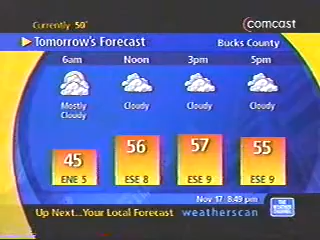 Currently 50°
comcast
Tomorrow's Forecast
Bucks County
6am Noon 3pm 5pm
Mostly Cloudy Cloudy Cloudy Cloudy
45 56 57 55
ENE 5 ESE 8 ESE 9 ESE 9
Nov 17 8:49 pm
Up Next...Your Local Forecast weatherscan